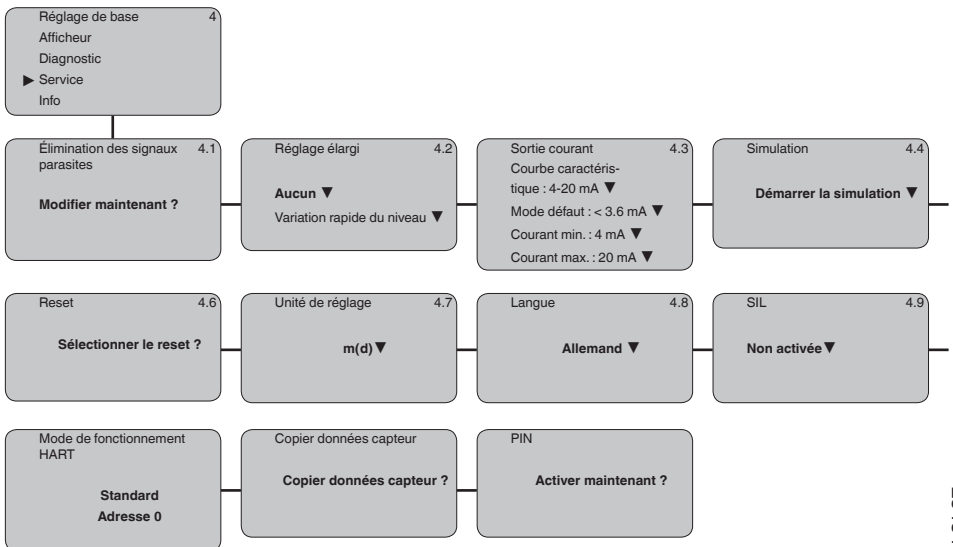 Réglage de base 4
Afficheur
Diagnostic
▶ Service
Info
Élimination des signaux 4.1
parasites
Modifier maintenant ?
Réglage élargi 4.2
Aucun ▼
Variation rapide du niveau ▼
Sortie courant 4.3
Courbe caractéris-
tique : 4-20 mA ▼
Mode défaut : < 3.6 mA ▼
Courant min. : 4 mA ▼
Courant max. : 20 mA ▼
Simulation 4.4
Démarrer la simulation ▼
Reset 4.6
Sélectionner le reset ?
Unité de réglage 4.7
m(d) ▼
Langue 4.8
Allemand ▼
SIL 4.9
Non activée ▼
Mode de fonctionnement
HART
Standard
Adresse 0
Copier données capteur
Copier données capteur ?
PIN
Activer maintenant ?